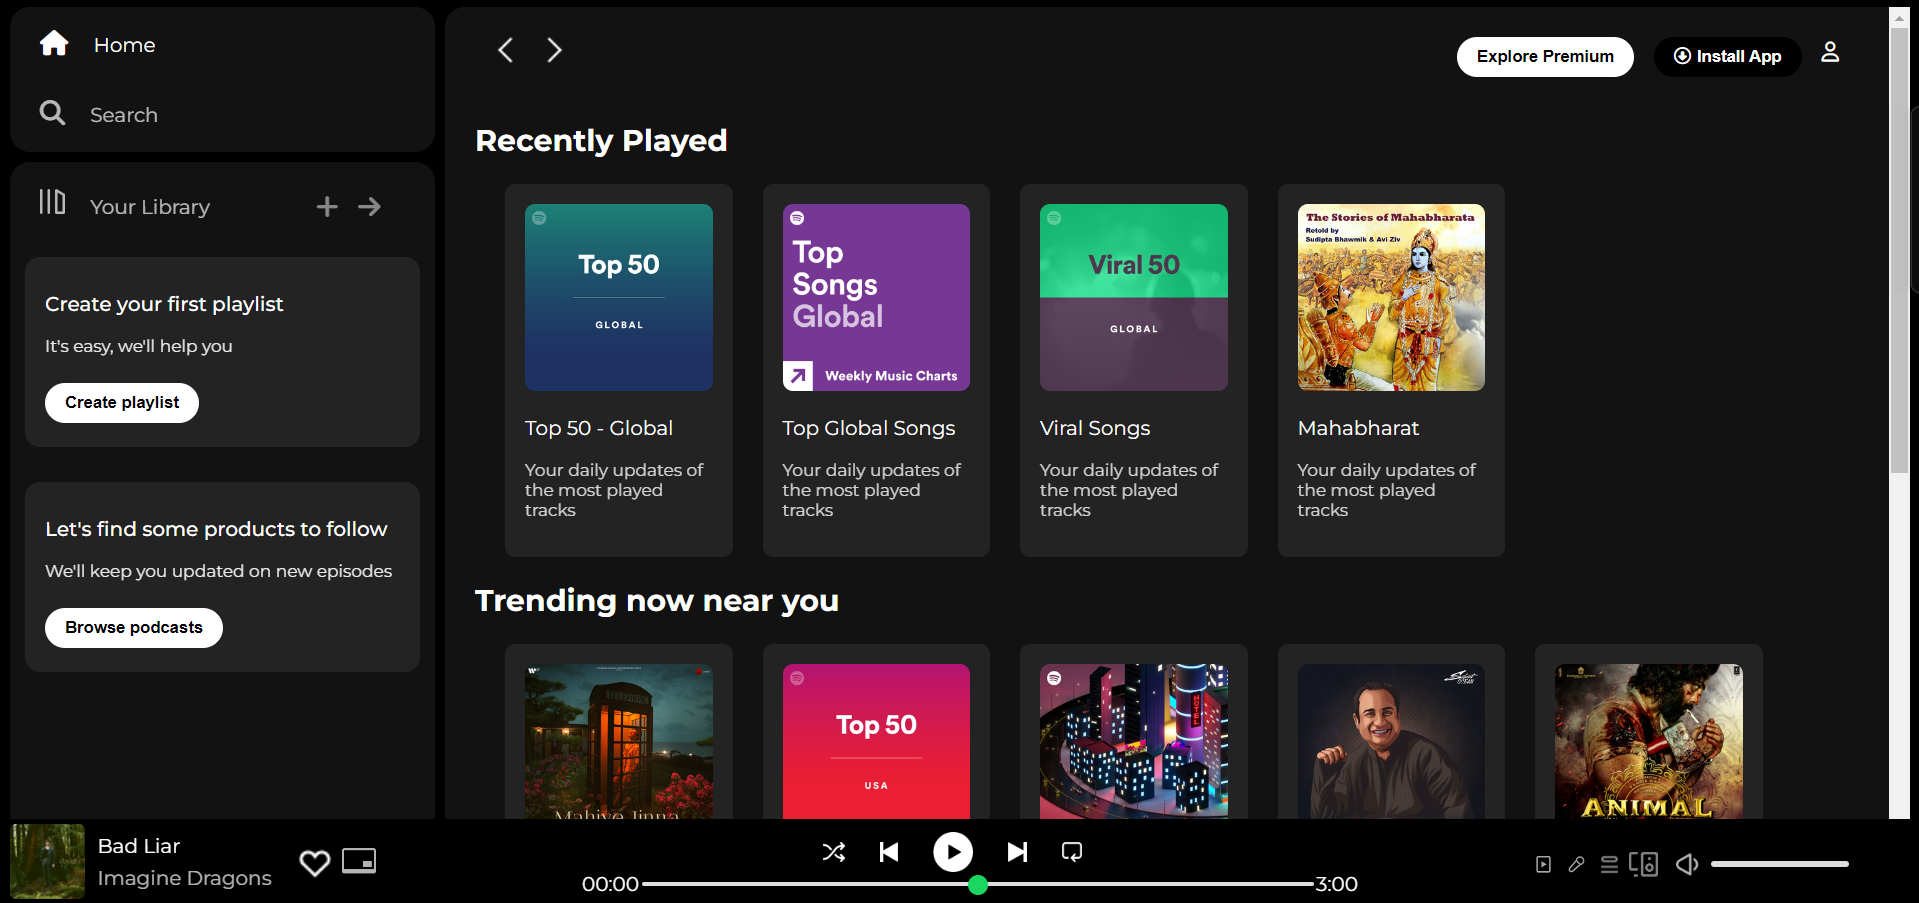 Home
Search
Your Library
Create your first playlist
It's easy, we'll help you
Create playlist
Let's find some products to follow
We'll keep you updated on new episodes
Browse podcasts
Explore Premium
Install App
Recently Played
Top 50
GLOBAL
Top 50 - Global
Your daily updates of
the most played
tracks
Top
Songs
Global
Weekly Music Charts
Top Global Songs
Your daily updates of
the most played
tracks
Viral 50
GLOBAL
Viral Songs
Your daily updates of
the most played
tracks
The Stories of Mahabharata
Retold by
Sudipta Bhawmik & Avi Ziv
Mahabharat
Your daily updates of
the most played
tracks
Trending now near you
TELEPHONE
Mahiye Jinna
Top 50
USA
HOTEL
ANIMAL
Bad Liar
Imagine Dragons
00:00
3:00